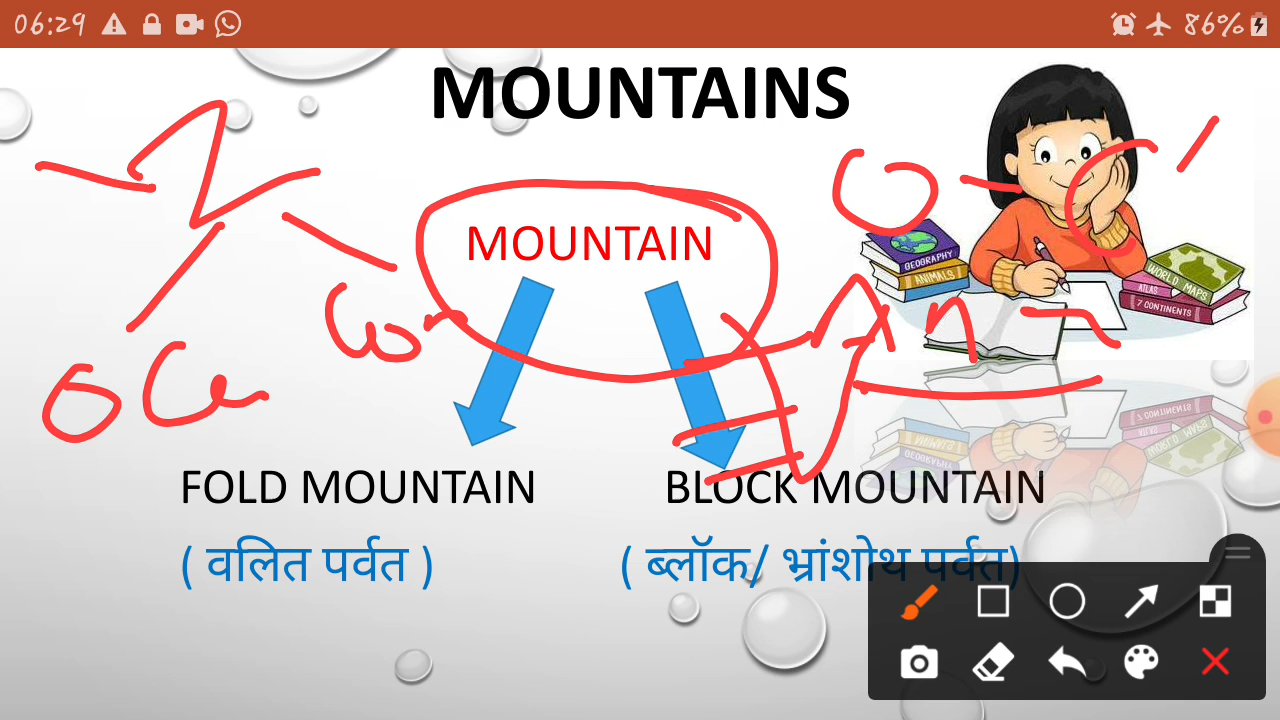 06:29 86%
MOUNTAINS
MOUNTAIN
GEOGRAPHY
ANIMALS
WORLD MAPS
ATLAS
7 CONTINENTS
FOLD MOUNTAIN BLOCK MOUNTAIN
( वलित पर्वत ) ( ब्लॉक/ भ्रांशोथ पर्वत)